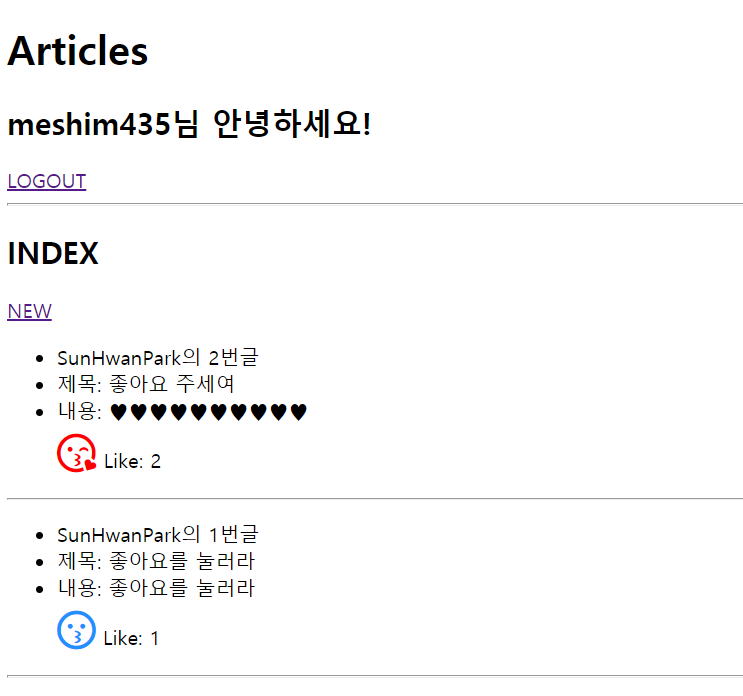 Articles
meshim435님 안녕하세요!
LOGOUT
INDEX
NEW
SunHwanPark의 2번글
제목: 좋아요 주세여
내용: ♥♥♥♥♥♥♥♥♥♥
Like: 2
SunHwanPark의 1번글
제목: 좋아요를 눌러라
내용: 좋아요를 눌러라
Like: 1